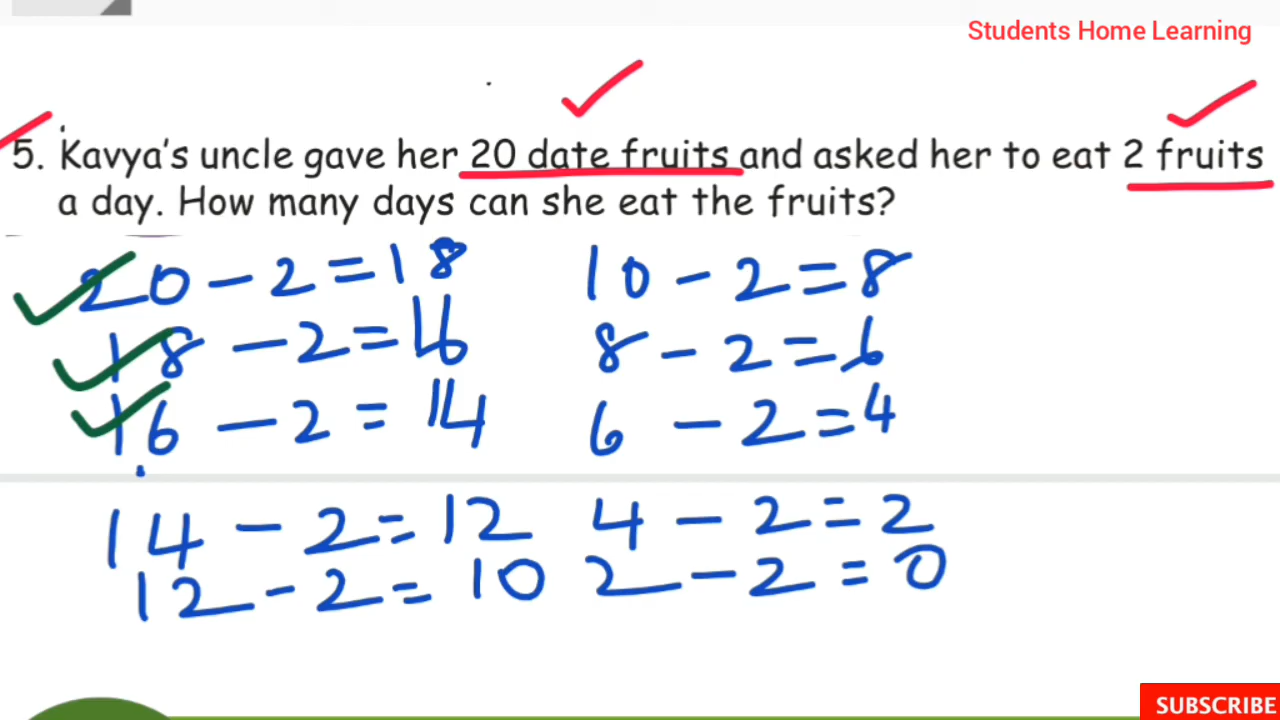 Students Home Learning
5. Kavya's uncle gave her 20 date fruits and asked her to eat 2 fruits
a day. How many days can she eat the fruits?
20 - 2 = 18
18 - 2 = 16
16 - 2 = 14
14 - 2 = 12
12 - 2 = 10
10 - 2 = 8
8 - 2 = 6
6 - 2 = 4
4 - 2 = 2
2 - 2 = 0
SUBSCRIBE